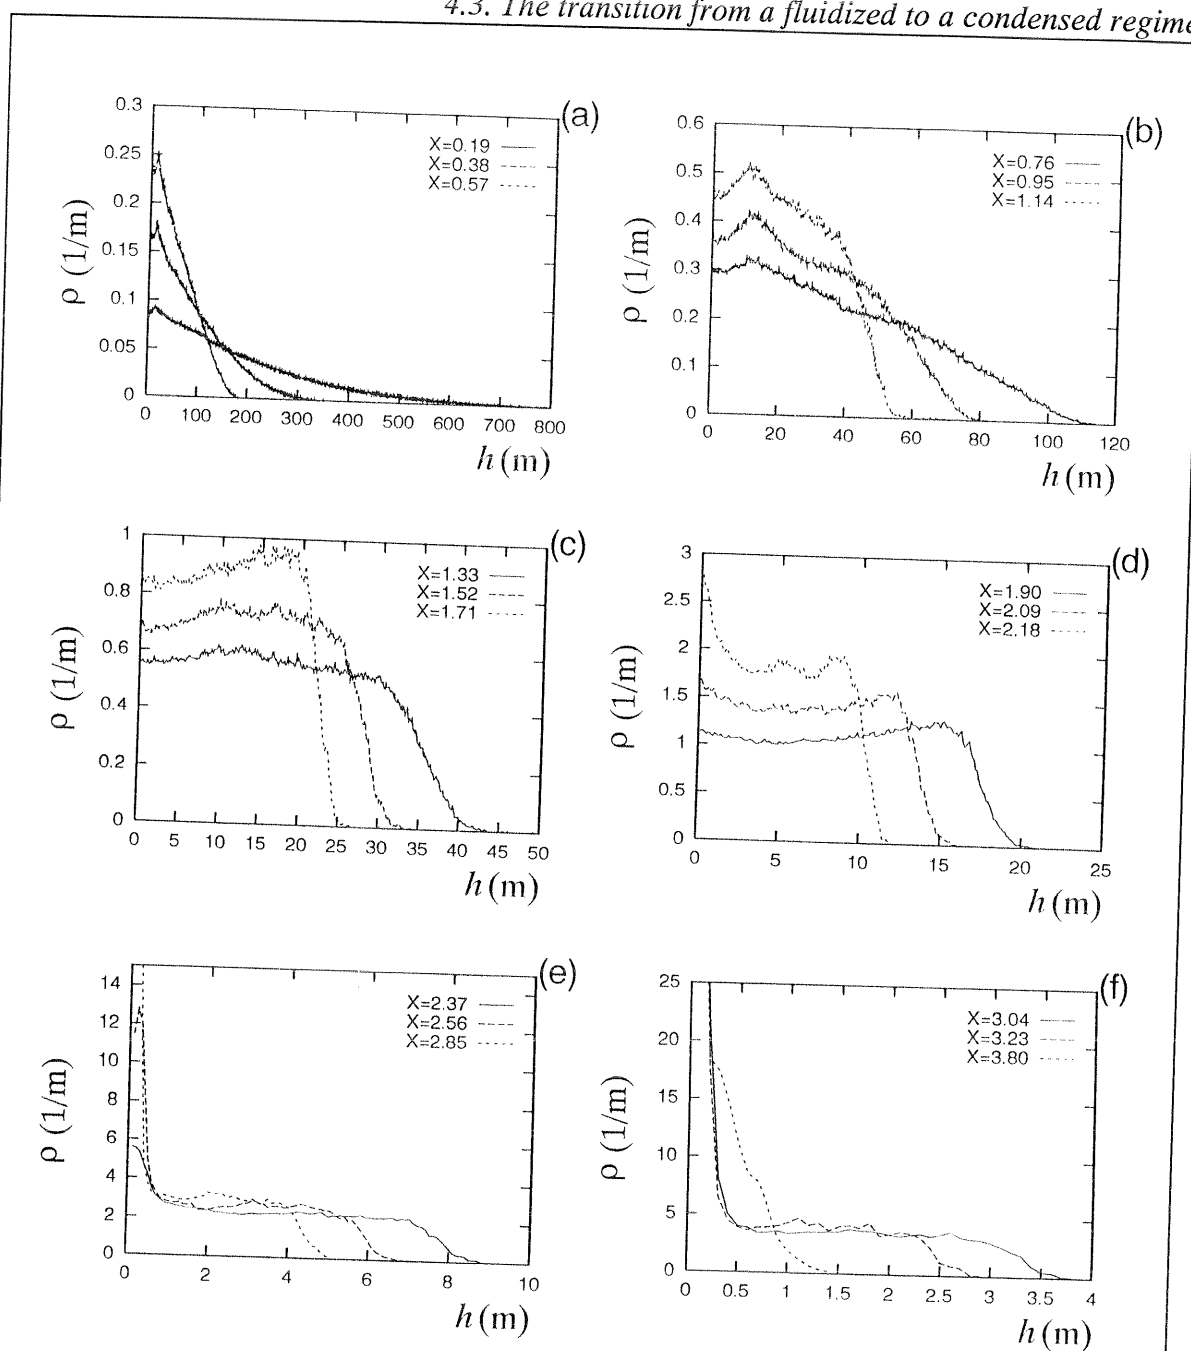 4.3. The transition from a fluidized to a condensed regime
(a)
X=0.19
X=0.38
X=0.57
0.3
0.25
0.2
0.15
0.1
0.05
0
ρ (1/m)
0 100 200 300 400 500 600 700 800
h (m)
(b)
X=0.76
X=0.95
X=1.14
0.6
0.5
0.4
0.3
0.2
0.1
0
ρ (1/m)
0 20 40 60 80 100 120
h (m)
(c)
X=1.33
X=1.52
X=1.71
1
0.8
0.6
0.4
0.2
0
ρ (1/m)
0 5 10 15 20 25 30 35 40 45 50
h (m)
(d)
X=1.90
X=2.09
X=2.18
3
2.5
2
1.5
1
0.5
0
ρ (1/m)
0 5 10 15 20 25
h (m)
(e)
X=2.37
X=2.56
X=2.85
14
12
10
8
6
4
2
0
ρ (1/m)
0 2 4 6 8 10
h (m)
(f)
X=3.04
X=3.23
X=3.80
25
20
15
10
5
0
ρ (1/m)
0 0.5 1 1.5 2 2.5 3 3.5 4
h (m)